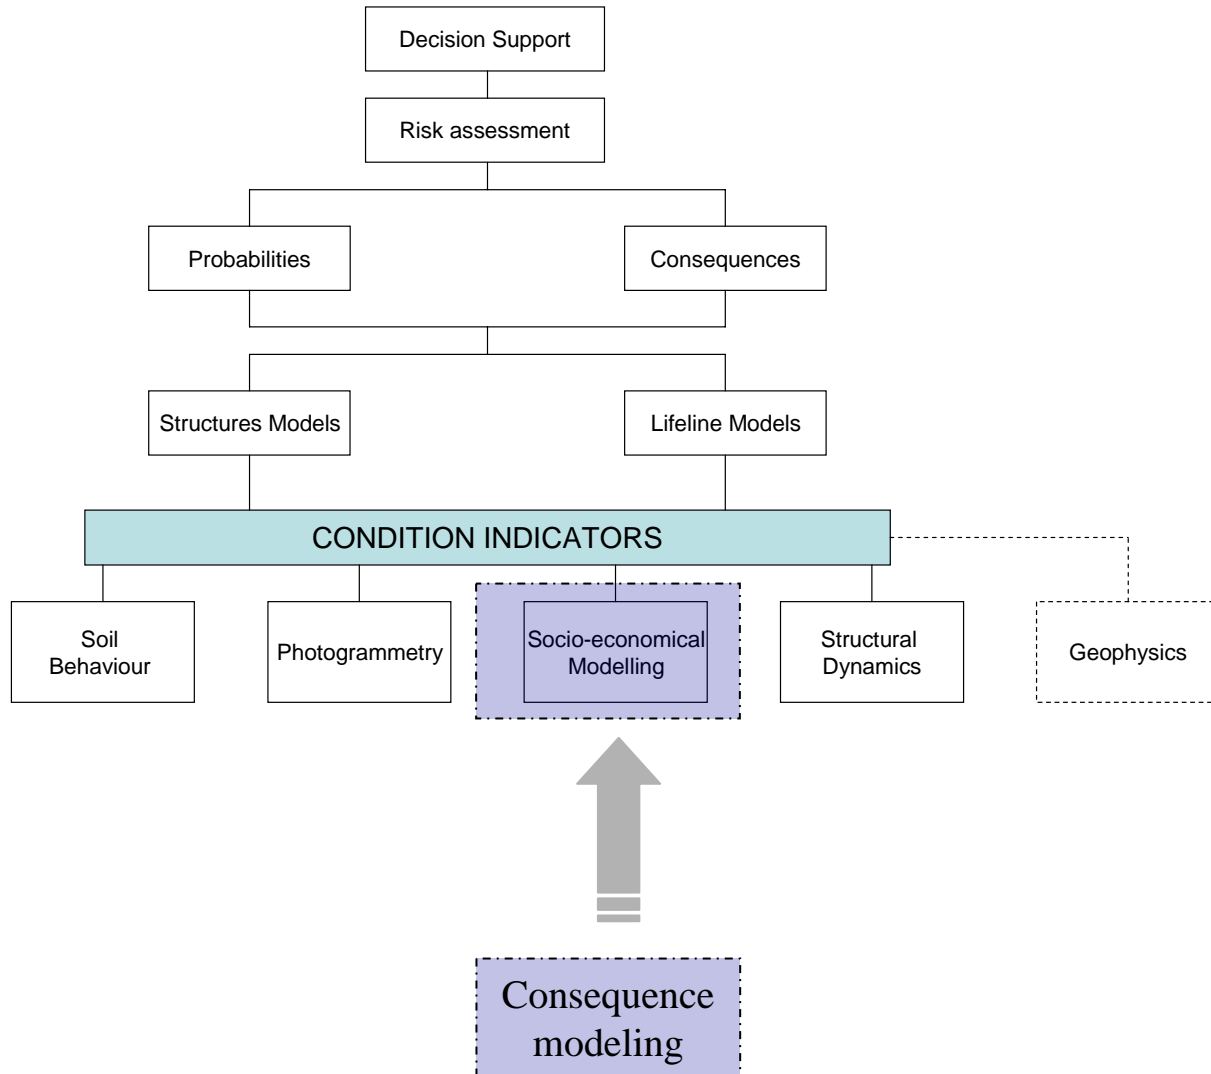 Decision Support
Risk assessment
Probabilities
Consequences
Structures Models
Lifeline Models
CONDITION INDICATORS
Soil
Behaviour
Photogrammetry
Socio-economical
Modelling
Structural
Dynamics
Geophysics
Consequence
modeling